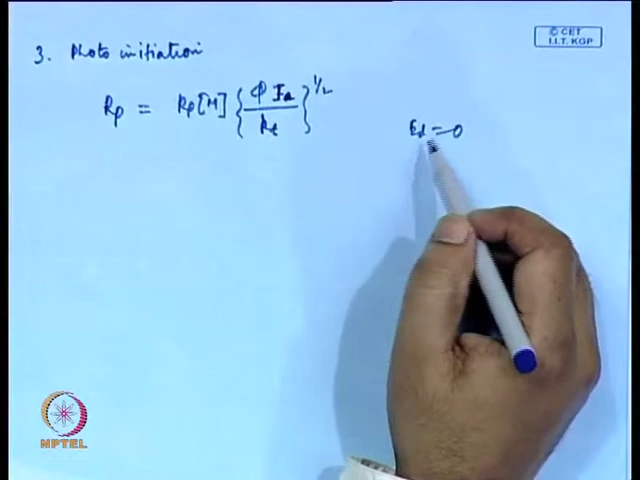 © CET
I.I.T. KGP
3. Photo initiation
Rp = kp[M] {Φ Ia / kt}^1/2
Ed = 0
NPTEL